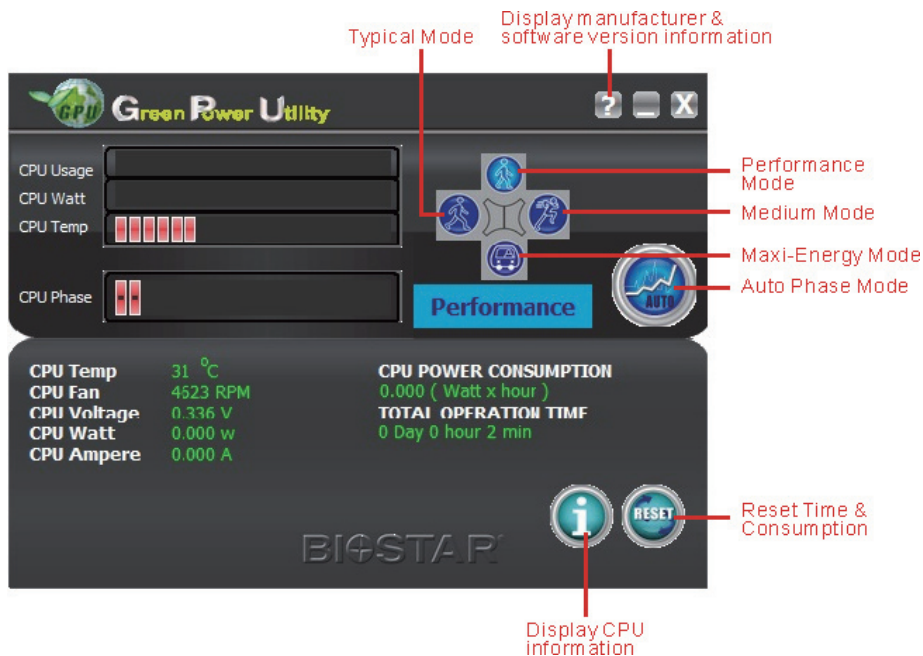 Display manufacturer &
software version information
Typical Mode
GPU
Green Power Utility
? _ X
CPU Usage
CPU Watt
CPU Temp
CPU Phase
Performance
AUTO
Performance
Mode
Medium Mode
Maxi-Energy Mode
Auto Phase Mode
CPU Temp 31 °C
CPU Fan 4623 RPM
CPU Voltage 0.336 V
CPU Watt 0.000 w
CPU Ampere 0.000 A
CPU POWER CONSUMPTION
0.000 ( Watt x hour )
TOTAL OPERATION TIME
0 Day 0 hour 2 min
i
RESET
Reset Time &
Consumption
BIOSTAR
Display CPU
information